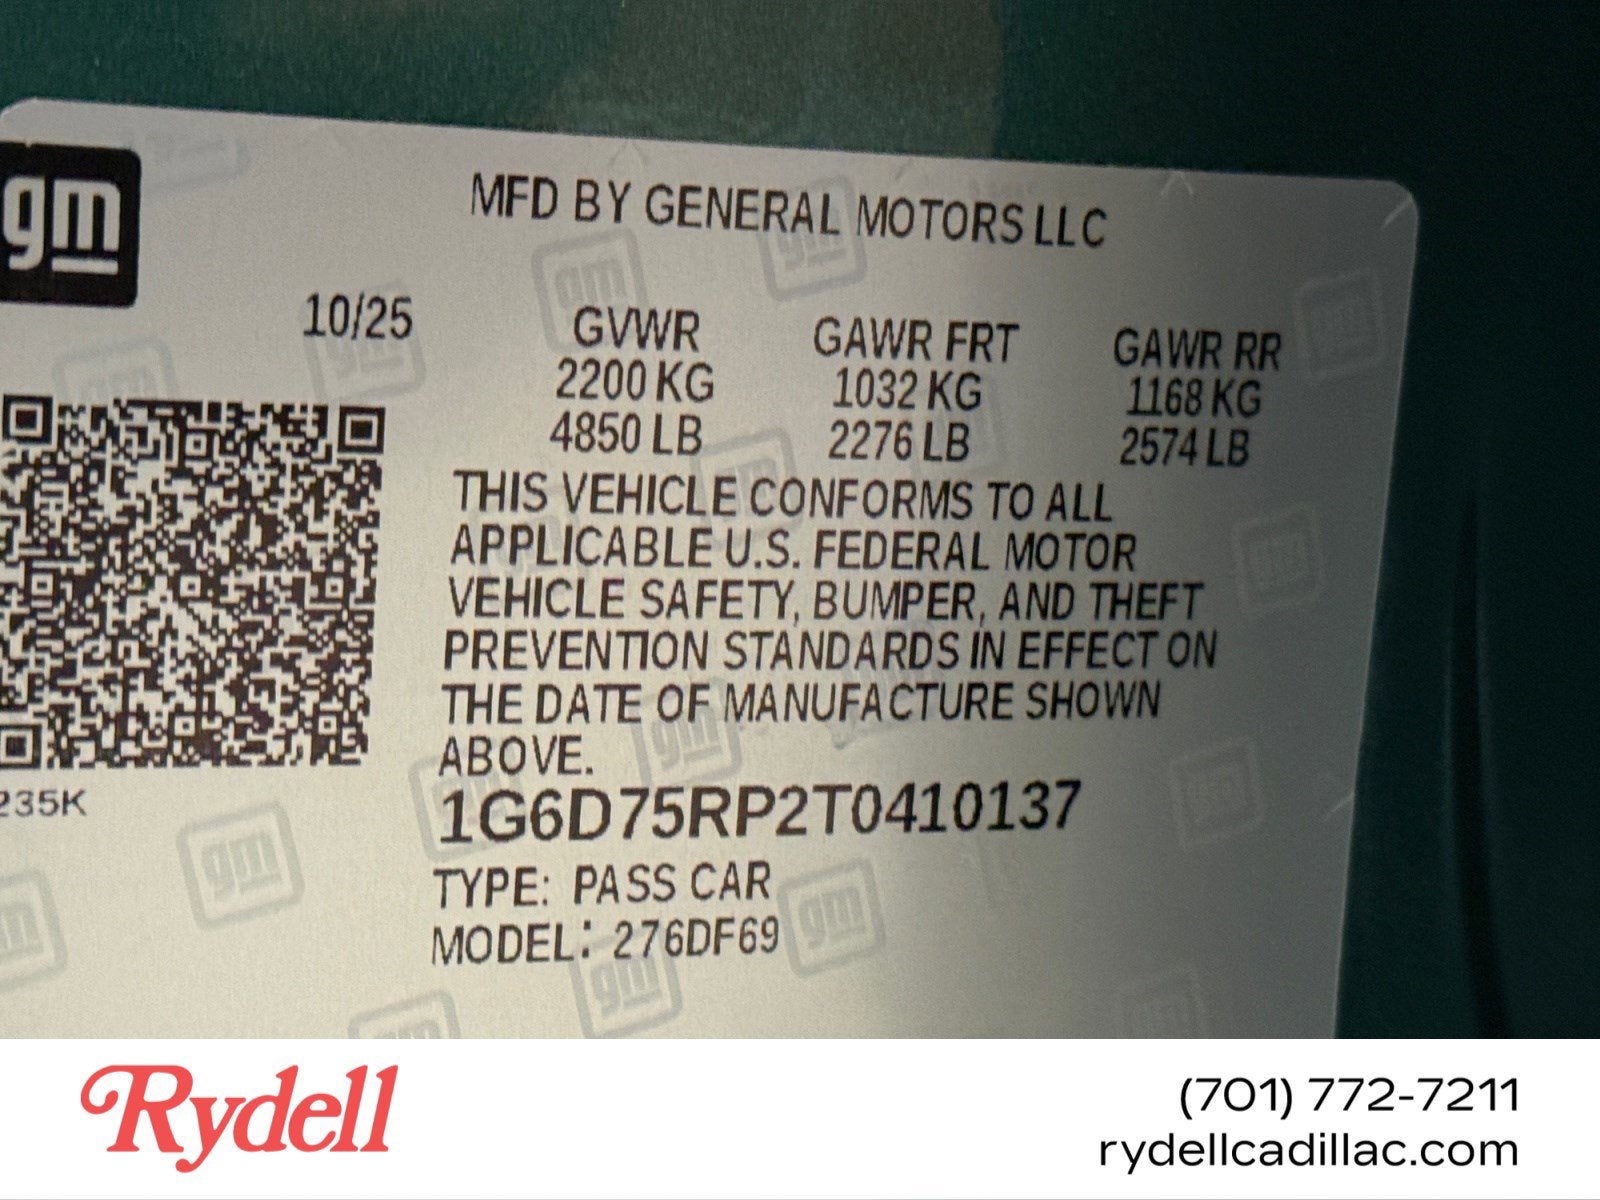 gm
MFD BY GENERAL MOTORS LLC
10/25
GVWR GAWR FRT GAWR RR
2200 KG 1032 KG 1168 KG
4850 LB 2276 LB 2574 LB
THIS VEHICLE CONFORMS TO ALL
APPLICABLE U.S. FEDERAL MOTOR
VEHICLE SAFETY, BUMPER, AND THEFT
PREVENTION STANDARDS IN EFFECT ON
THE DATE OF MANUFACTURE SHOWN
ABOVE.
235K
1G6D75RP2T0410137
TYPE: PASS CAR
MODEL: 276DF69
Rydell
(701) 772-7211
rydellcadillac.com